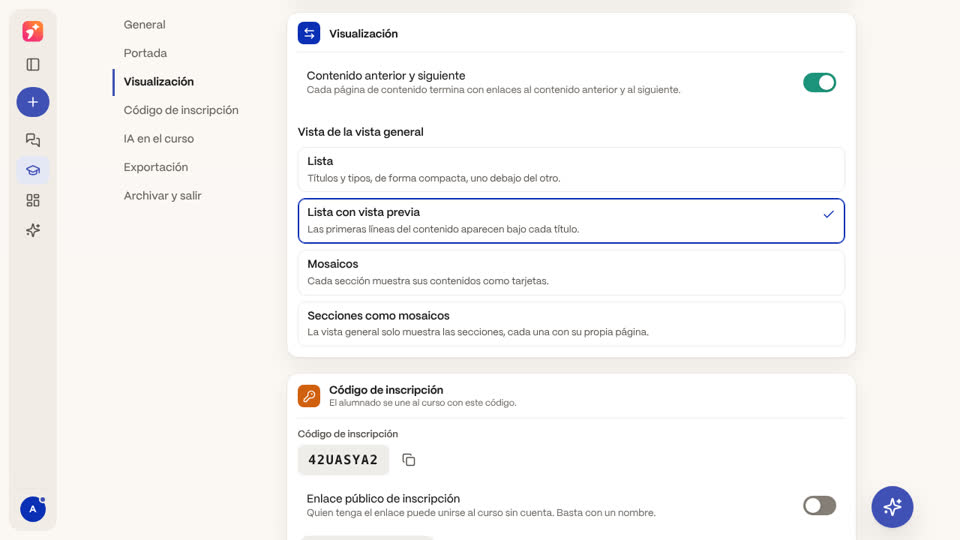 General
Portada
Visualización
Código de inscripción
IA en el curso
Exportación
Archivar y salir
Visualización
Contenido anterior y siguiente
Cada página de contenido termina con enlaces al contenido anterior y al siguiente.
Vista de la vista general
Lista
Títulos y tipos, de forma compacta, uno debajo del otro.
Lista con vista previa
Las primeras líneas del contenido aparecen bajo cada título.
Mosaicos
Cada sección muestra sus contenidos como tarjetas.
Secciones como mosaicos
La vista general solo muestra las secciones, cada una con su propia página.
Código de inscripción
El alumnado se une al curso con este código.
Código de inscripción
42UASYA2
Enlace público de inscripción
Quien tenga el enlace puede unirse al curso sin cuenta. Basta con un nombre.
A